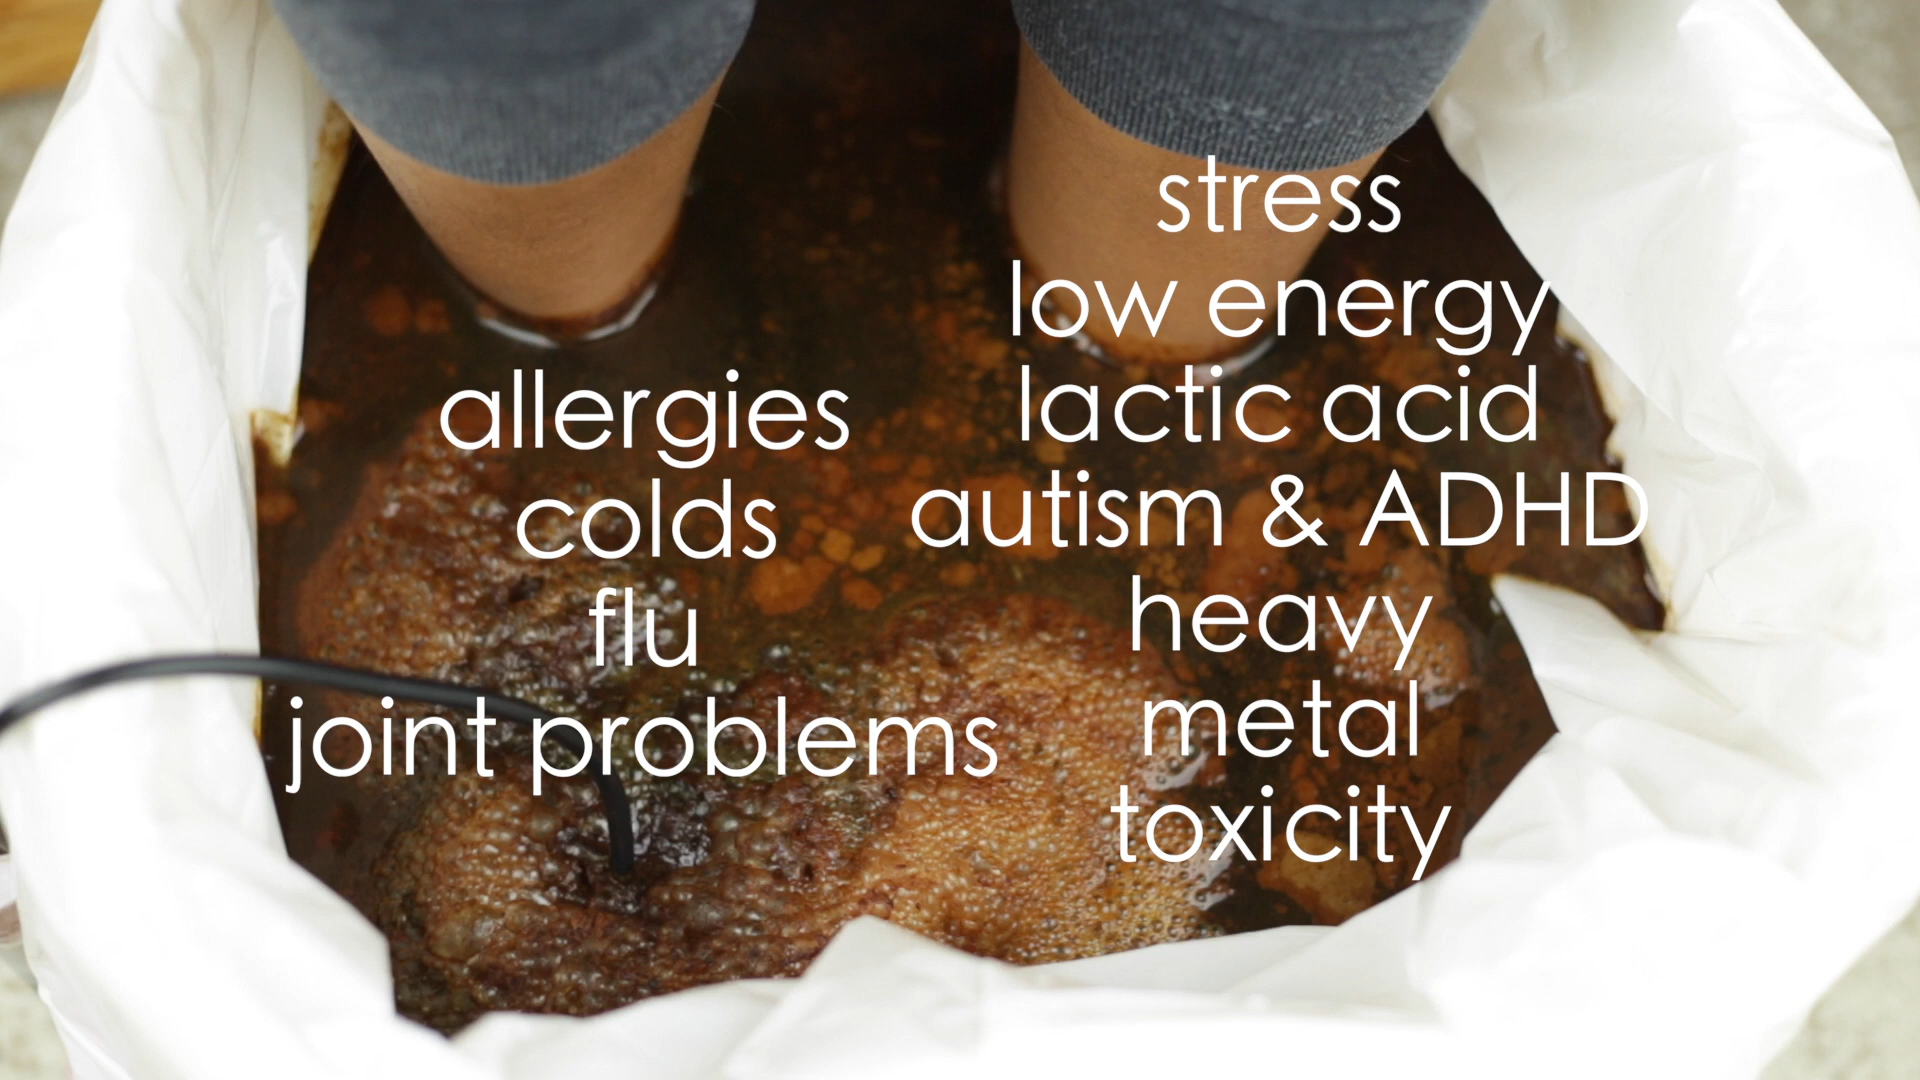 allergies
colds
flu
joint problems
stress
low energy
lactic acid
autism & ADHD
heavy
metal
toxicity